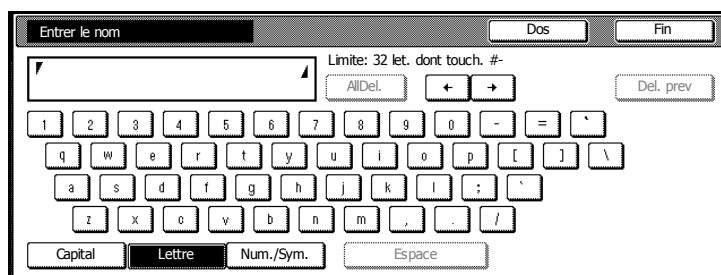 Entrer le nom Dos Fin
Limite: 32 let. dont touch. #-
AllDel. ← → Del. prev
1 2 3 4 5 6 7 8 9 0 - = `
q w e r t y u i o p [ ] \
a s d f g h j k l ; `
z x c v b n m , . /
Capital Lettre Num./Sym. Espace